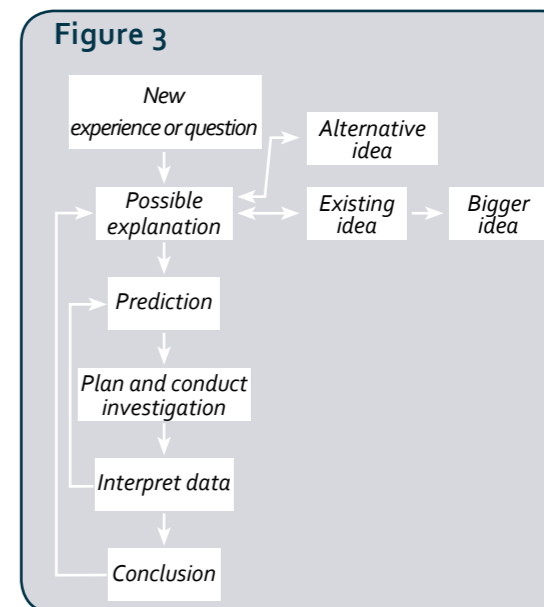 Figure 3
New
experience or question
Alternative
idea
Possible
explanation
Existing
idea
Bigger
idea
Prediction
Plan and conduct
investigation
Interpret data
Conclusion